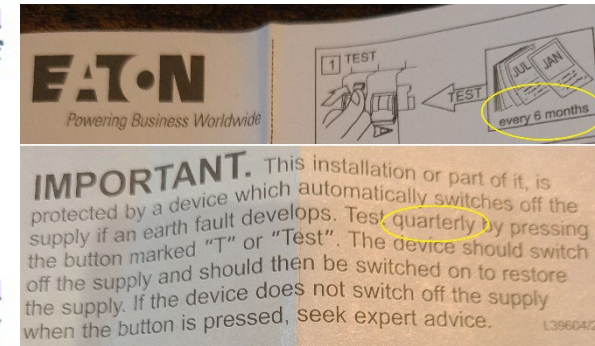 EATON
Powering Business Worldwide
1 TEST
TEST
JUL JAN
every 6 months
IMPORTANT. This installation or part of it, is
protected by a device which automatically switches off the
supply if an earth fault develops. Test quarterly by pressing
the button marked "T" or "Test". The device should switch
off the supply and should then be switched on to restore
the supply. If the device does not switch off the supply
when the button is pressed, seek expert advice.
L39604/2